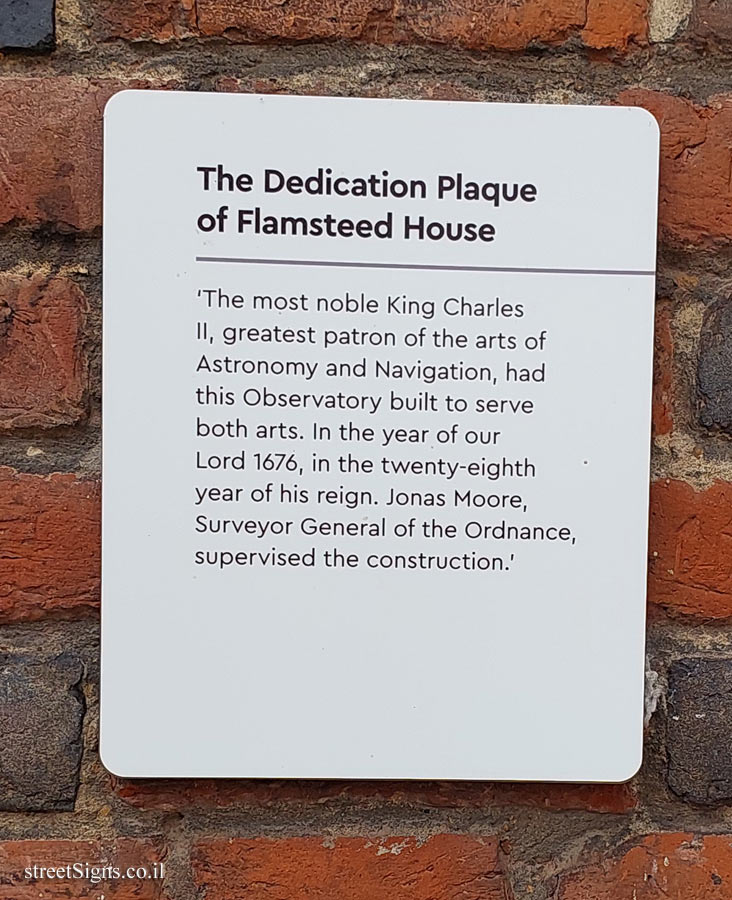 The Dedication Plaque
of Flamsteed House
‘The most noble King Charles
II, greatest patron of the arts of
Astronomy and Navigation, had
this Observatory built to serve
both arts. In the year of our
Lord 1676, in the twenty-eighth
year of his reign. Jonas Moore,
Surveyor General of the Ordnance,
supervised the construction.’
streetSigns.co.il